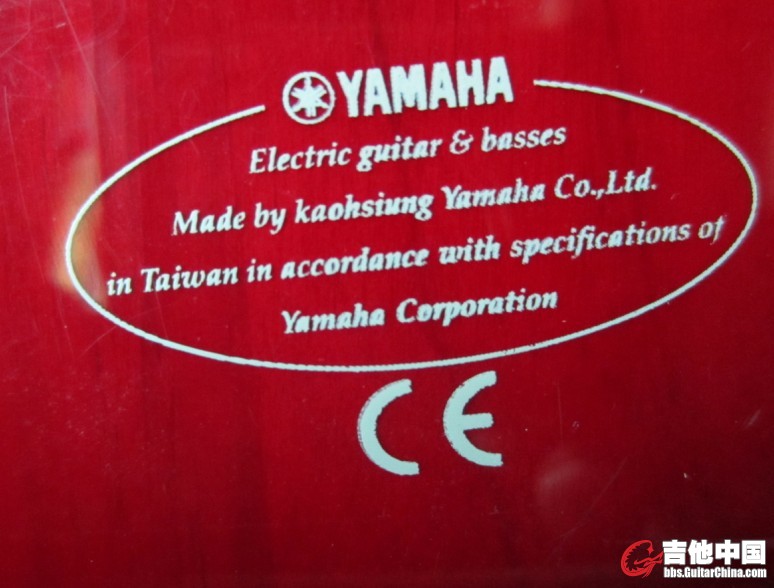 YAMAHA
Electric guitar & basses
Made by kaohsiung Yamaha Co.,Ltd.
in Taiwan in accordance with specifications of
Yamaha Corporation
CE
吉他中国
bbs.GuitarChina.com